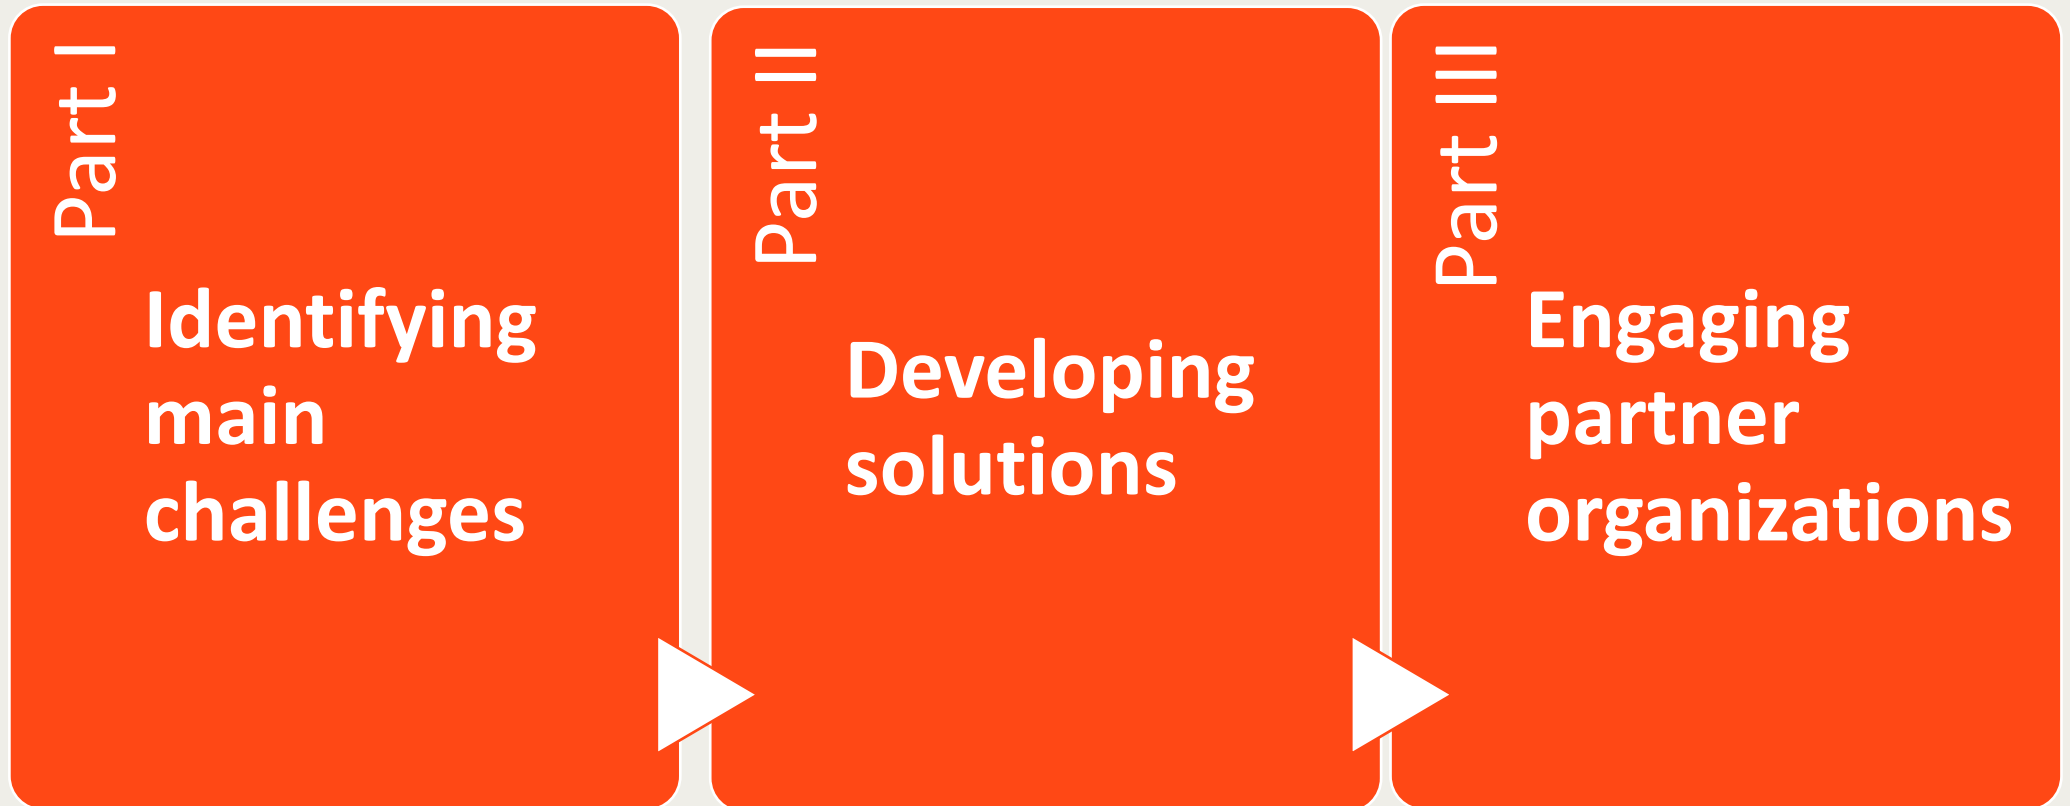 Part I
Identifying
main
challenges
Part II
Developing
solutions
Part III
Engaging
partner
organizations